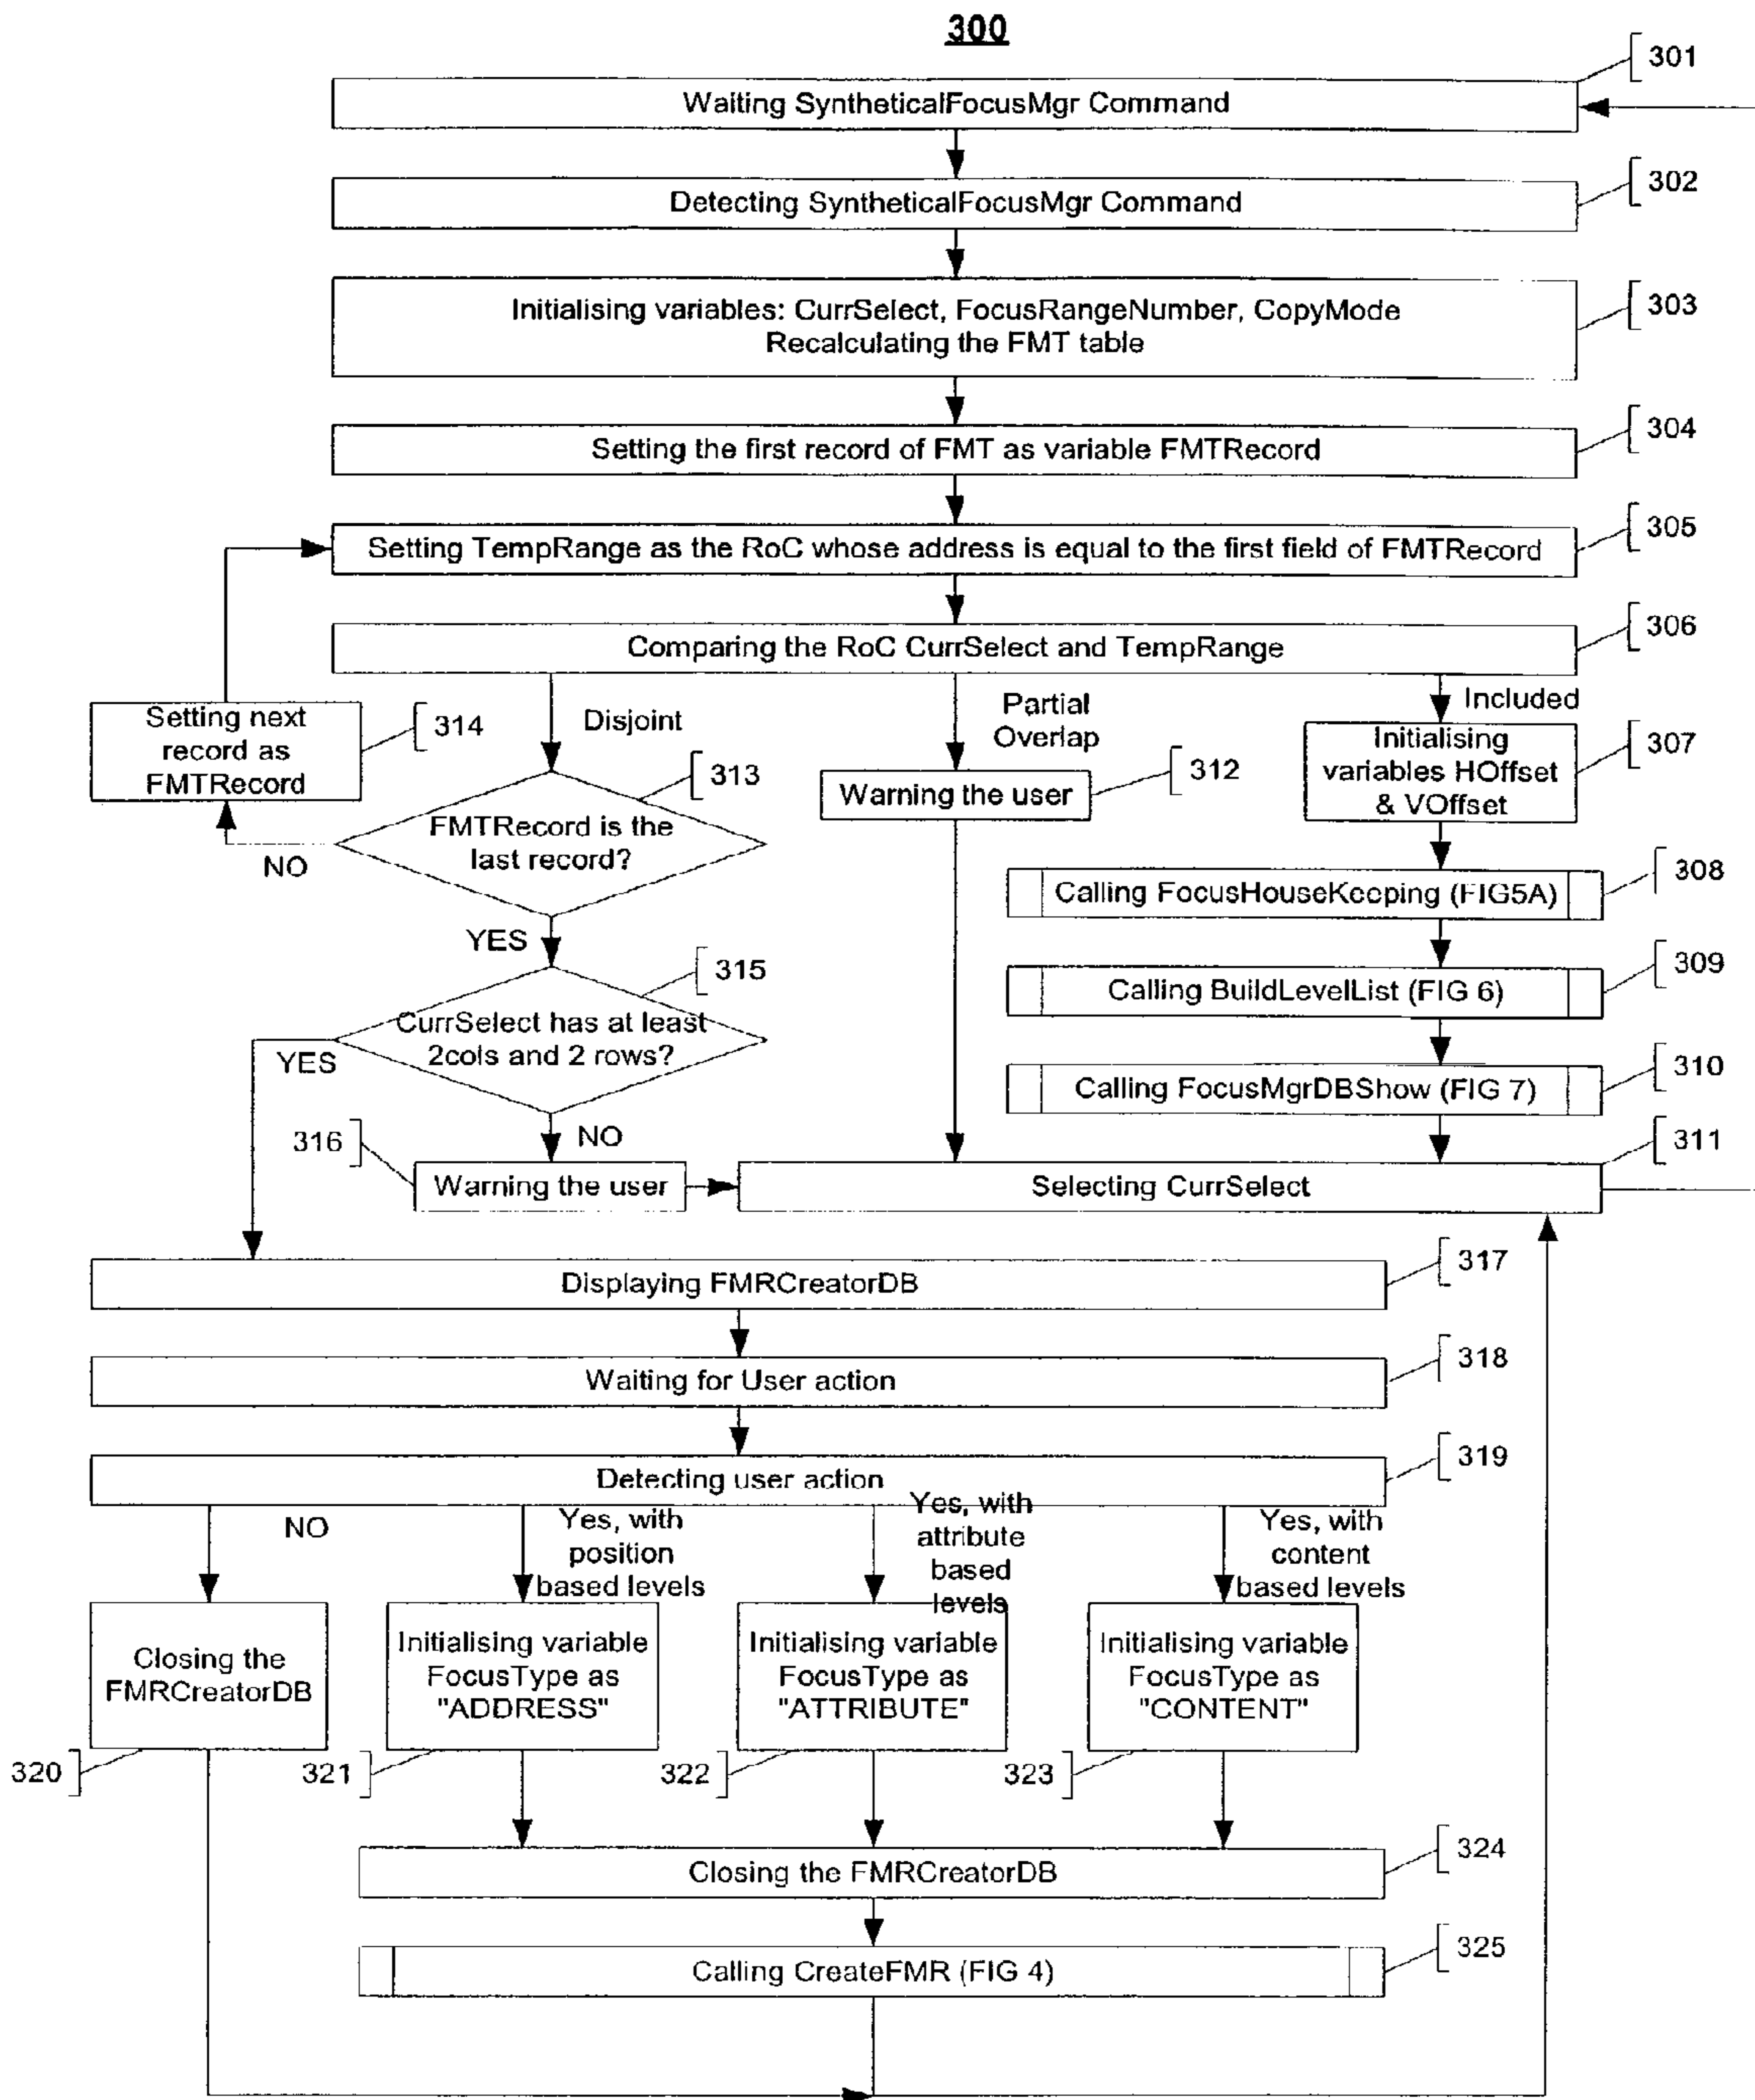 300
301
Waiting SyntheticalFocusMgr Command
302
Detecting SyntheticalFocusMgr Command
303
Initialising variables: CurrSelect, FocusRangeNumber, CopyMode
Recalculating the FMT table
304
Setting the first record of FMT as variable FMTRecord
305
Setting TempRange as the RoC whose address is equal to the first field of FMTRecord
306
Comparing the RoC CurrSelect and TempRange
Setting next
record as
FMTRecord
314
Disjoint
Partial
Overlap
Included
Initialising
variables HOffset
& VOffset
307
313
312
Warning the user
FMTRecord is the
last record?
NO
YES
308
Calling FocusHouseKeeping (FIG5A)
309
Calling BuildLevelList (FIG 6)
315
CurrSelect has at least
2cols and 2 rows?
YES
310
Calling FocusMgrDBShow (FIG 7)
316
NO
311
Warning the user
Selecting CurrSelect
317
Displaying FMRCreatorDB
318
Waiting for User action
319
Detecting user action
NO
Yes, with
position
based levels
Yes, with
attribute
based
levels
Yes, with
content
based levels
Closing the
FMRCreatorDB
Initialising variable
FocusType as
"ADDRESS"
Initialising variable
FocusType as
"ATTRIBUTE"
Initialising variable
FocusType as
"CONTENT"
320
321
322
323
324
Closing the FMRCreatorDB
325
Calling CreateFMR (FIG 4)